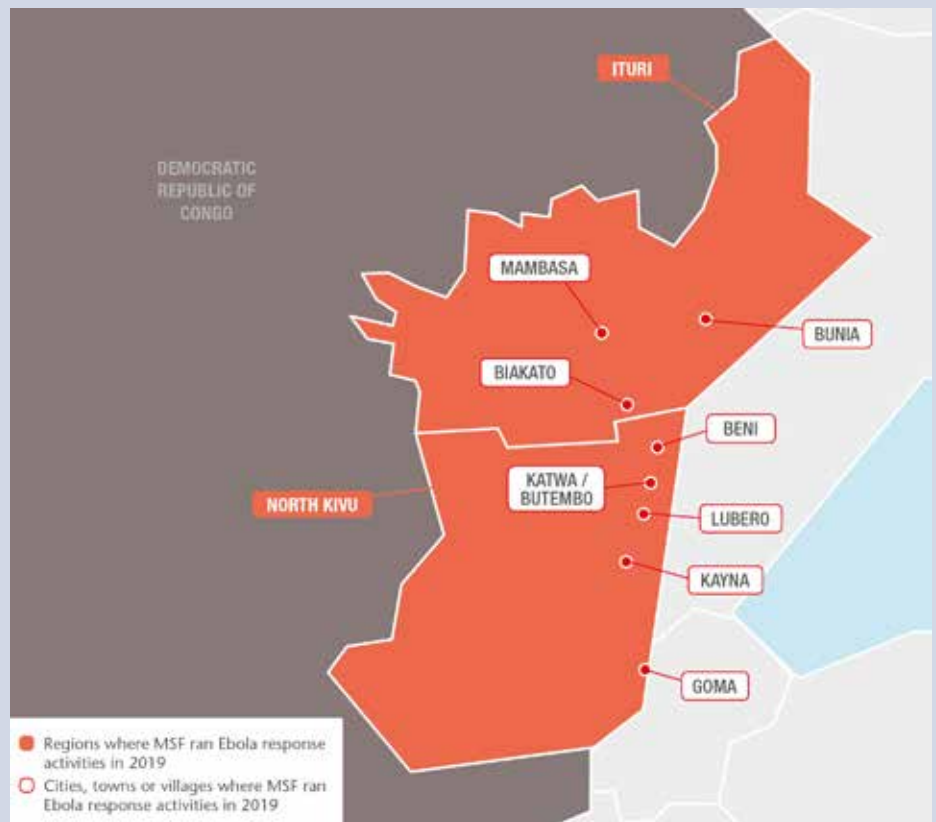 ITURI
DEMOCRATIC
REPUBLIC OF
CONGO
MAMBASA
BUNIA
BIAKATO
BENI
KATWA /
BUTEMBO
NORTH KIVU
LUBERO
KAYNA
GOMA
Regions where MSF ran Ebola response
activities in 2019
Cities, towns or villages where MSF ran
Ebola response activities in 2019